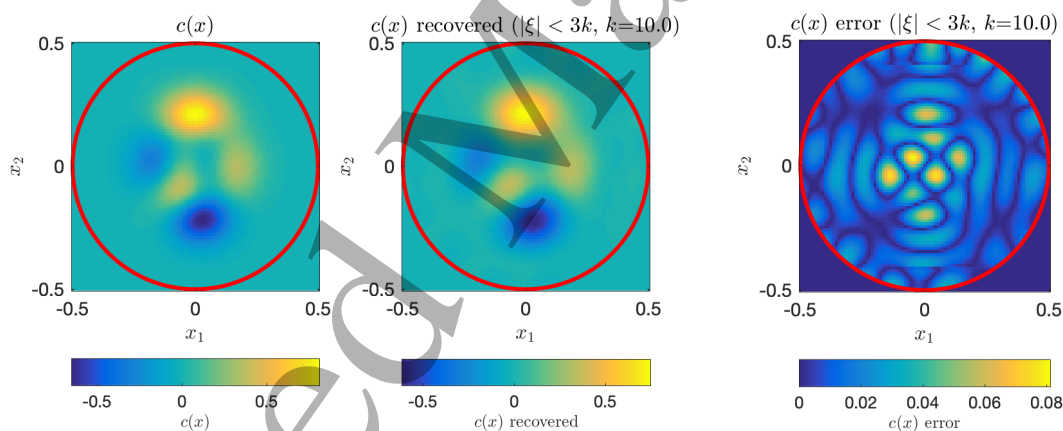 c(x)
c(x) recovered (|ξ| < 3k, k=10.0)
c(x) error (|ξ| < 3k, k=10.0)
0.5
0
-0.5
x₂
-0.5 0 0.5
x₁
0.5
0
-0.5
x₂
-0.5 0 0.5
x₁
0.5
0
-0.5
x₂
-0.5 0 0.5
x₁
-0.5 0 0.5
c(x)
-0.5 0 0.5
c(x) recovered
0 0.02 0.04 0.06 0.08
c(x) error